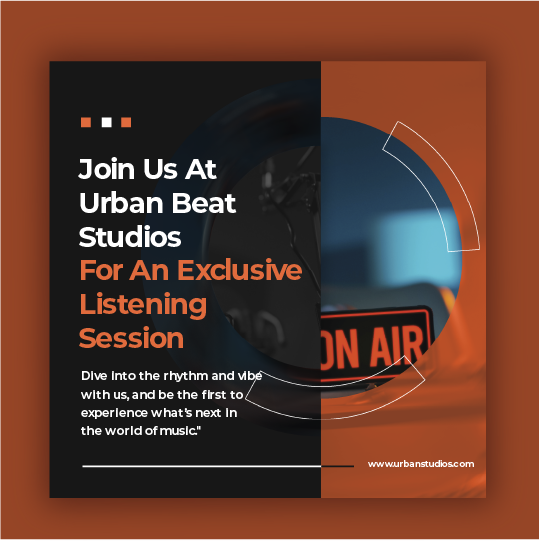 Join Us At
Urban Beat
Studios
For An Exclusive
Listening
Session
Dive into the rhythm and vibe
with us, and be the first to
experience what's next in
the world of music."
ON AIR
www.urbanstudios.com